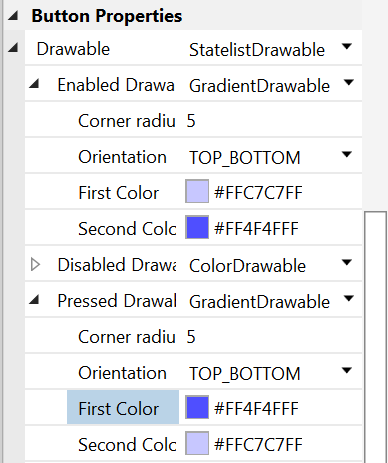 Button Properties
Drawable StatelistDrawable
Enabled Drawa GradientDrawable
Corner radiu 5
Orientation TOP_BOTTOM
First Color #FFC7C7FF
Second Colc #FF4F4FFF
Disabled Drawa ColorDrawable
Pressed Drawal GradientDrawable
Corner radiu 5
Orientation TOP_BOTTOM
First Color #FF4F4FFF
Second Colc #FFC7C7FF